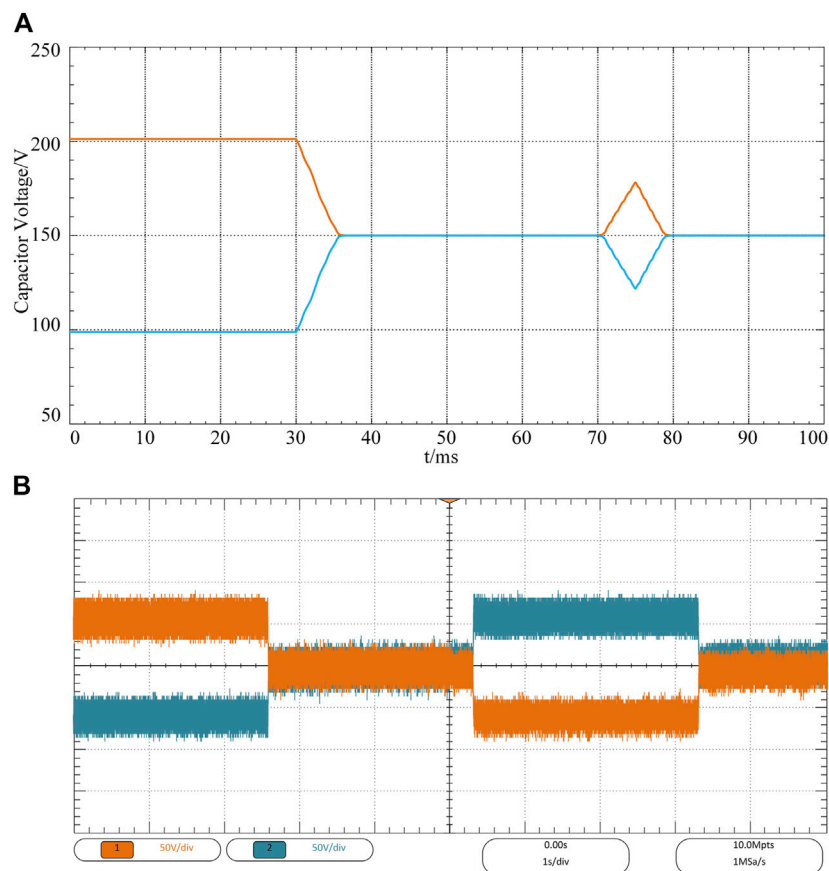 A
250
200
150
100
50
Capacitor Voltage/V
0 10 20 30 40 50 60 70 80 90 100
t/ms
B
1 50V/div 2 50V/div 0.00s 10.0Mpts
1s/div 1MSa/s